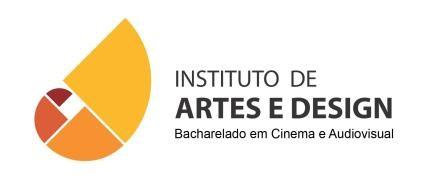 INSTITUTO DE
ARTES E DESIGN
Bacharelado em Cinema e Audiovisual